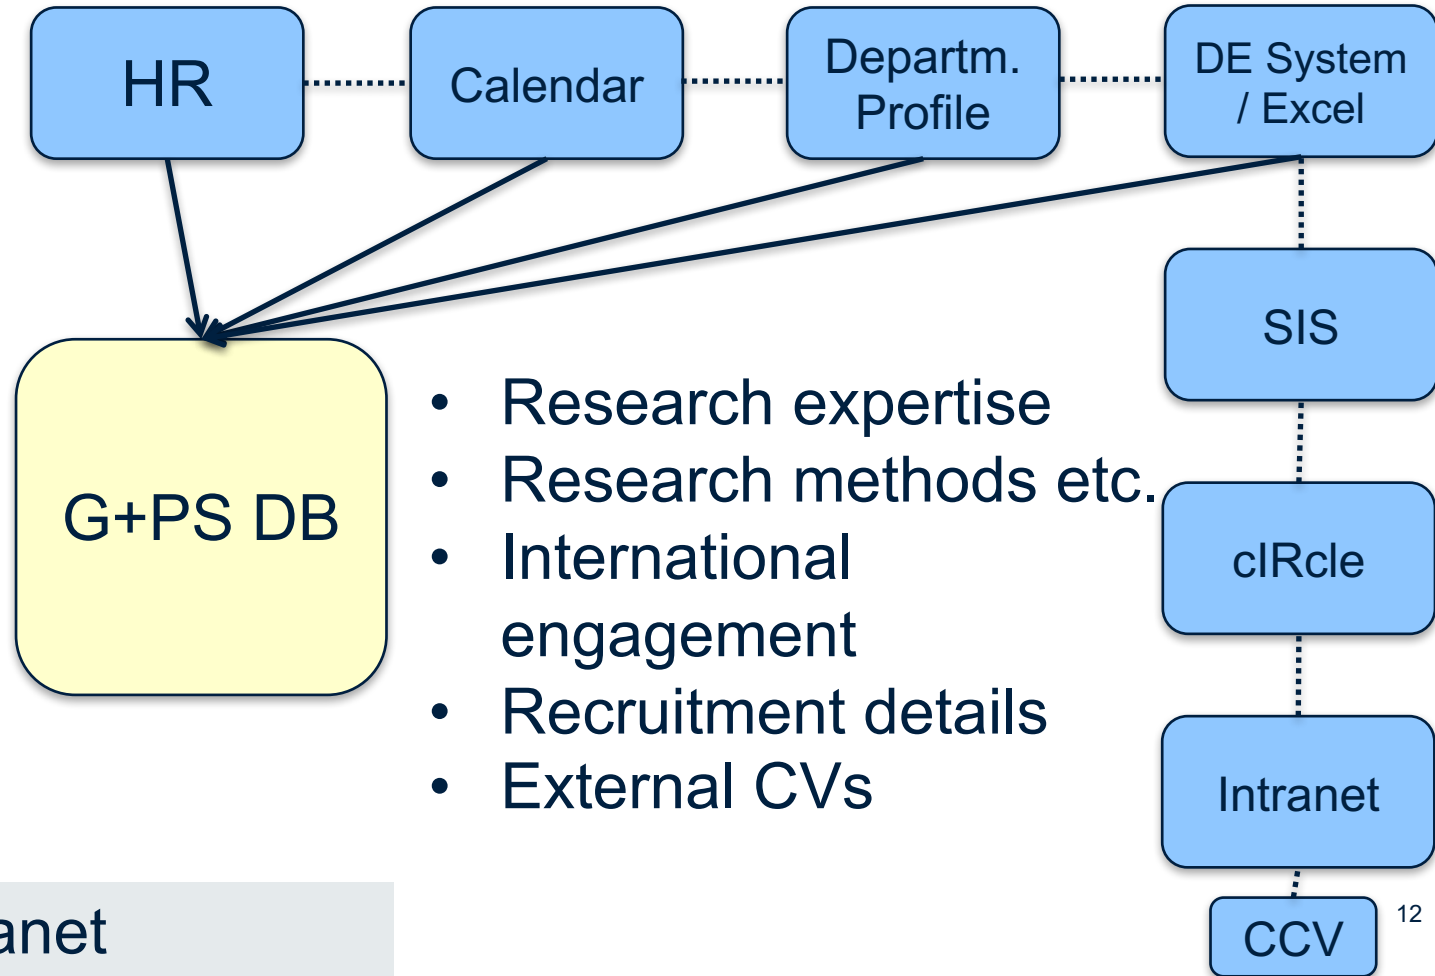 HR
Calendar
Departm.
Profile
DE System
/ Excel
SIS
G+PS DB
• Research expertise
• Research methods etc.
• International
engagement
• Recruitment details
• External CVs
cIRcle
Intranet
CCV
12
anet